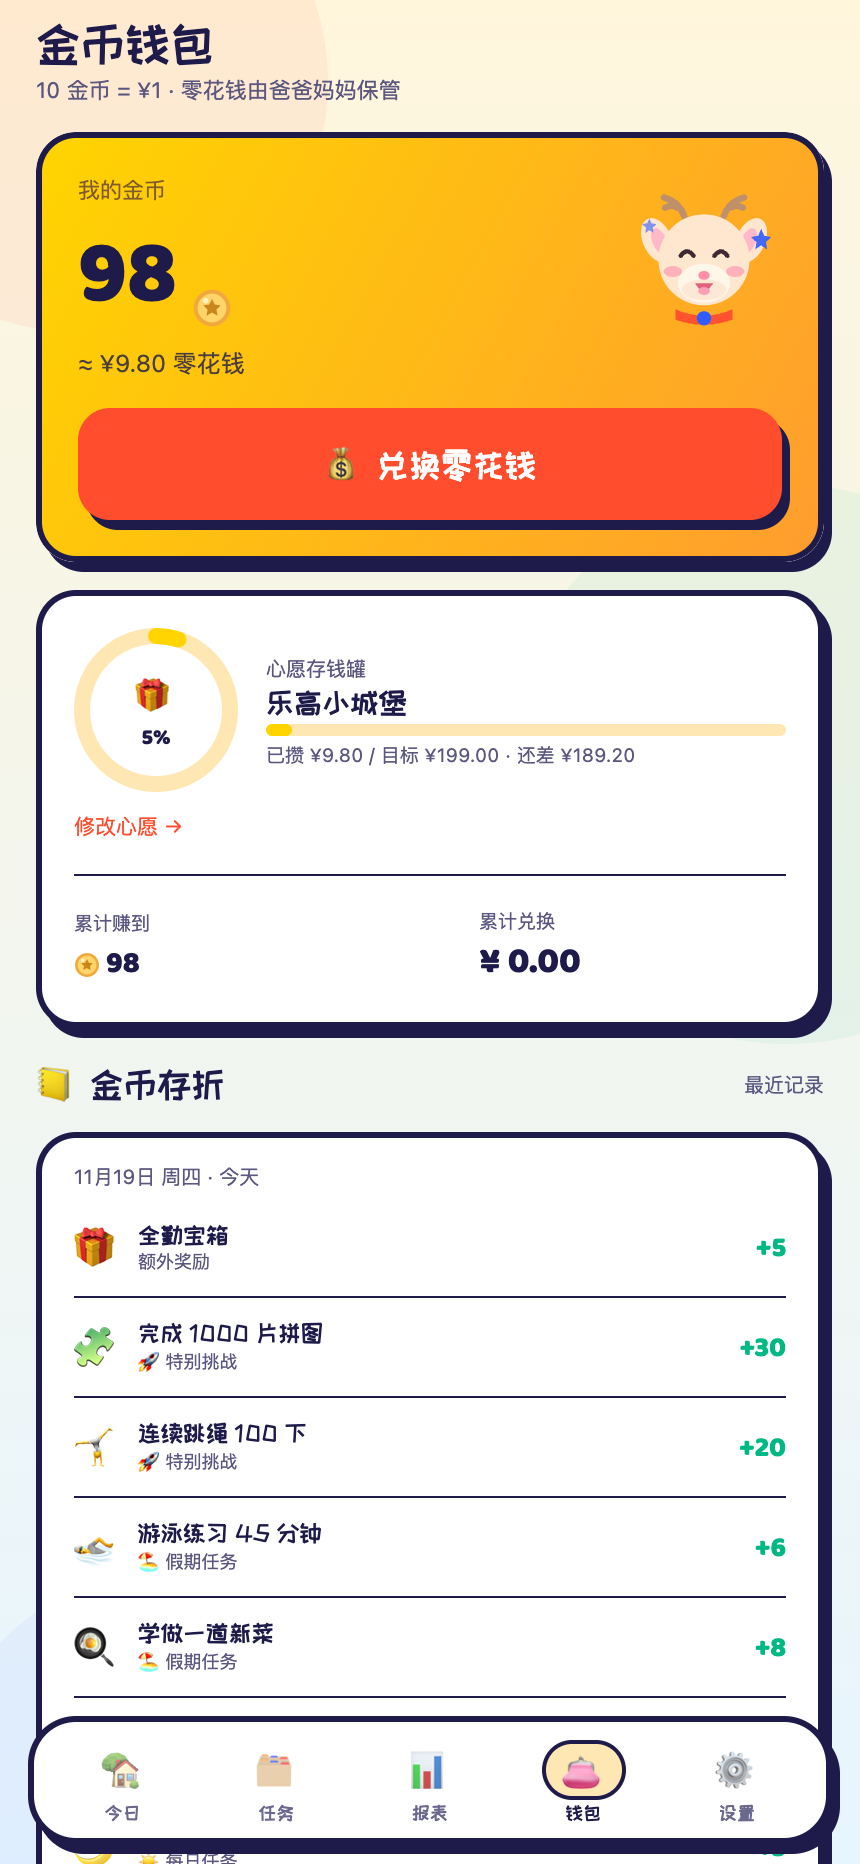 金币钱包
10 金币 = ¥1 · 零花钱由爸爸妈妈保管
我的金币
98
≈ ¥9.80 零花钱
兑换零花钱
心愿存钱罐
乐高小城堡
5%
已攒 ¥9.80 / 目标 ¥199.00 · 还差 ¥189.20
修改心愿 →
累计赚到
98
累计兑换
¥ 0.00
金币存折
最近记录
11月19日 周四 · 今天
全勤宝箱
额外奖励
+5
完成 1000 片拼图
特别挑战
+30
连续跳绳 100 下
特别挑战
+20
游泳练习 45 分钟
假期任务
+6
学做一道新菜
假期任务
+8
今日
任务
报表
钱包
设置
每日任务